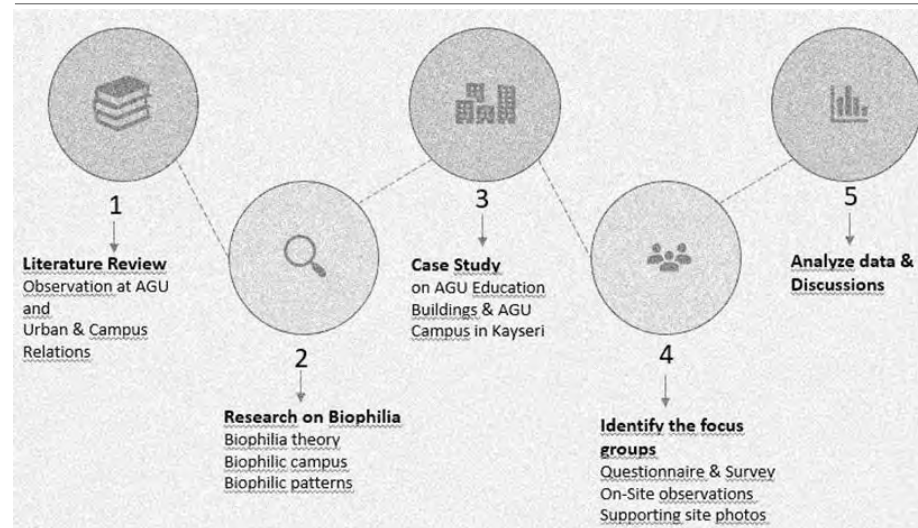 1
Literature Review
Observation at AGU
and
Urban & Campus
Relations
2
Research on Biophilia
Biophilia theory
Biophilic campus
Biophilic patterns
3
Case Study
on AGU Education
Buildings & AGU
Campus in Kayseri
4
Identify the focus
groups
Questionnaire & Survey
On-Site observations
Supporting site photos
5
Analyze data &
Discussions